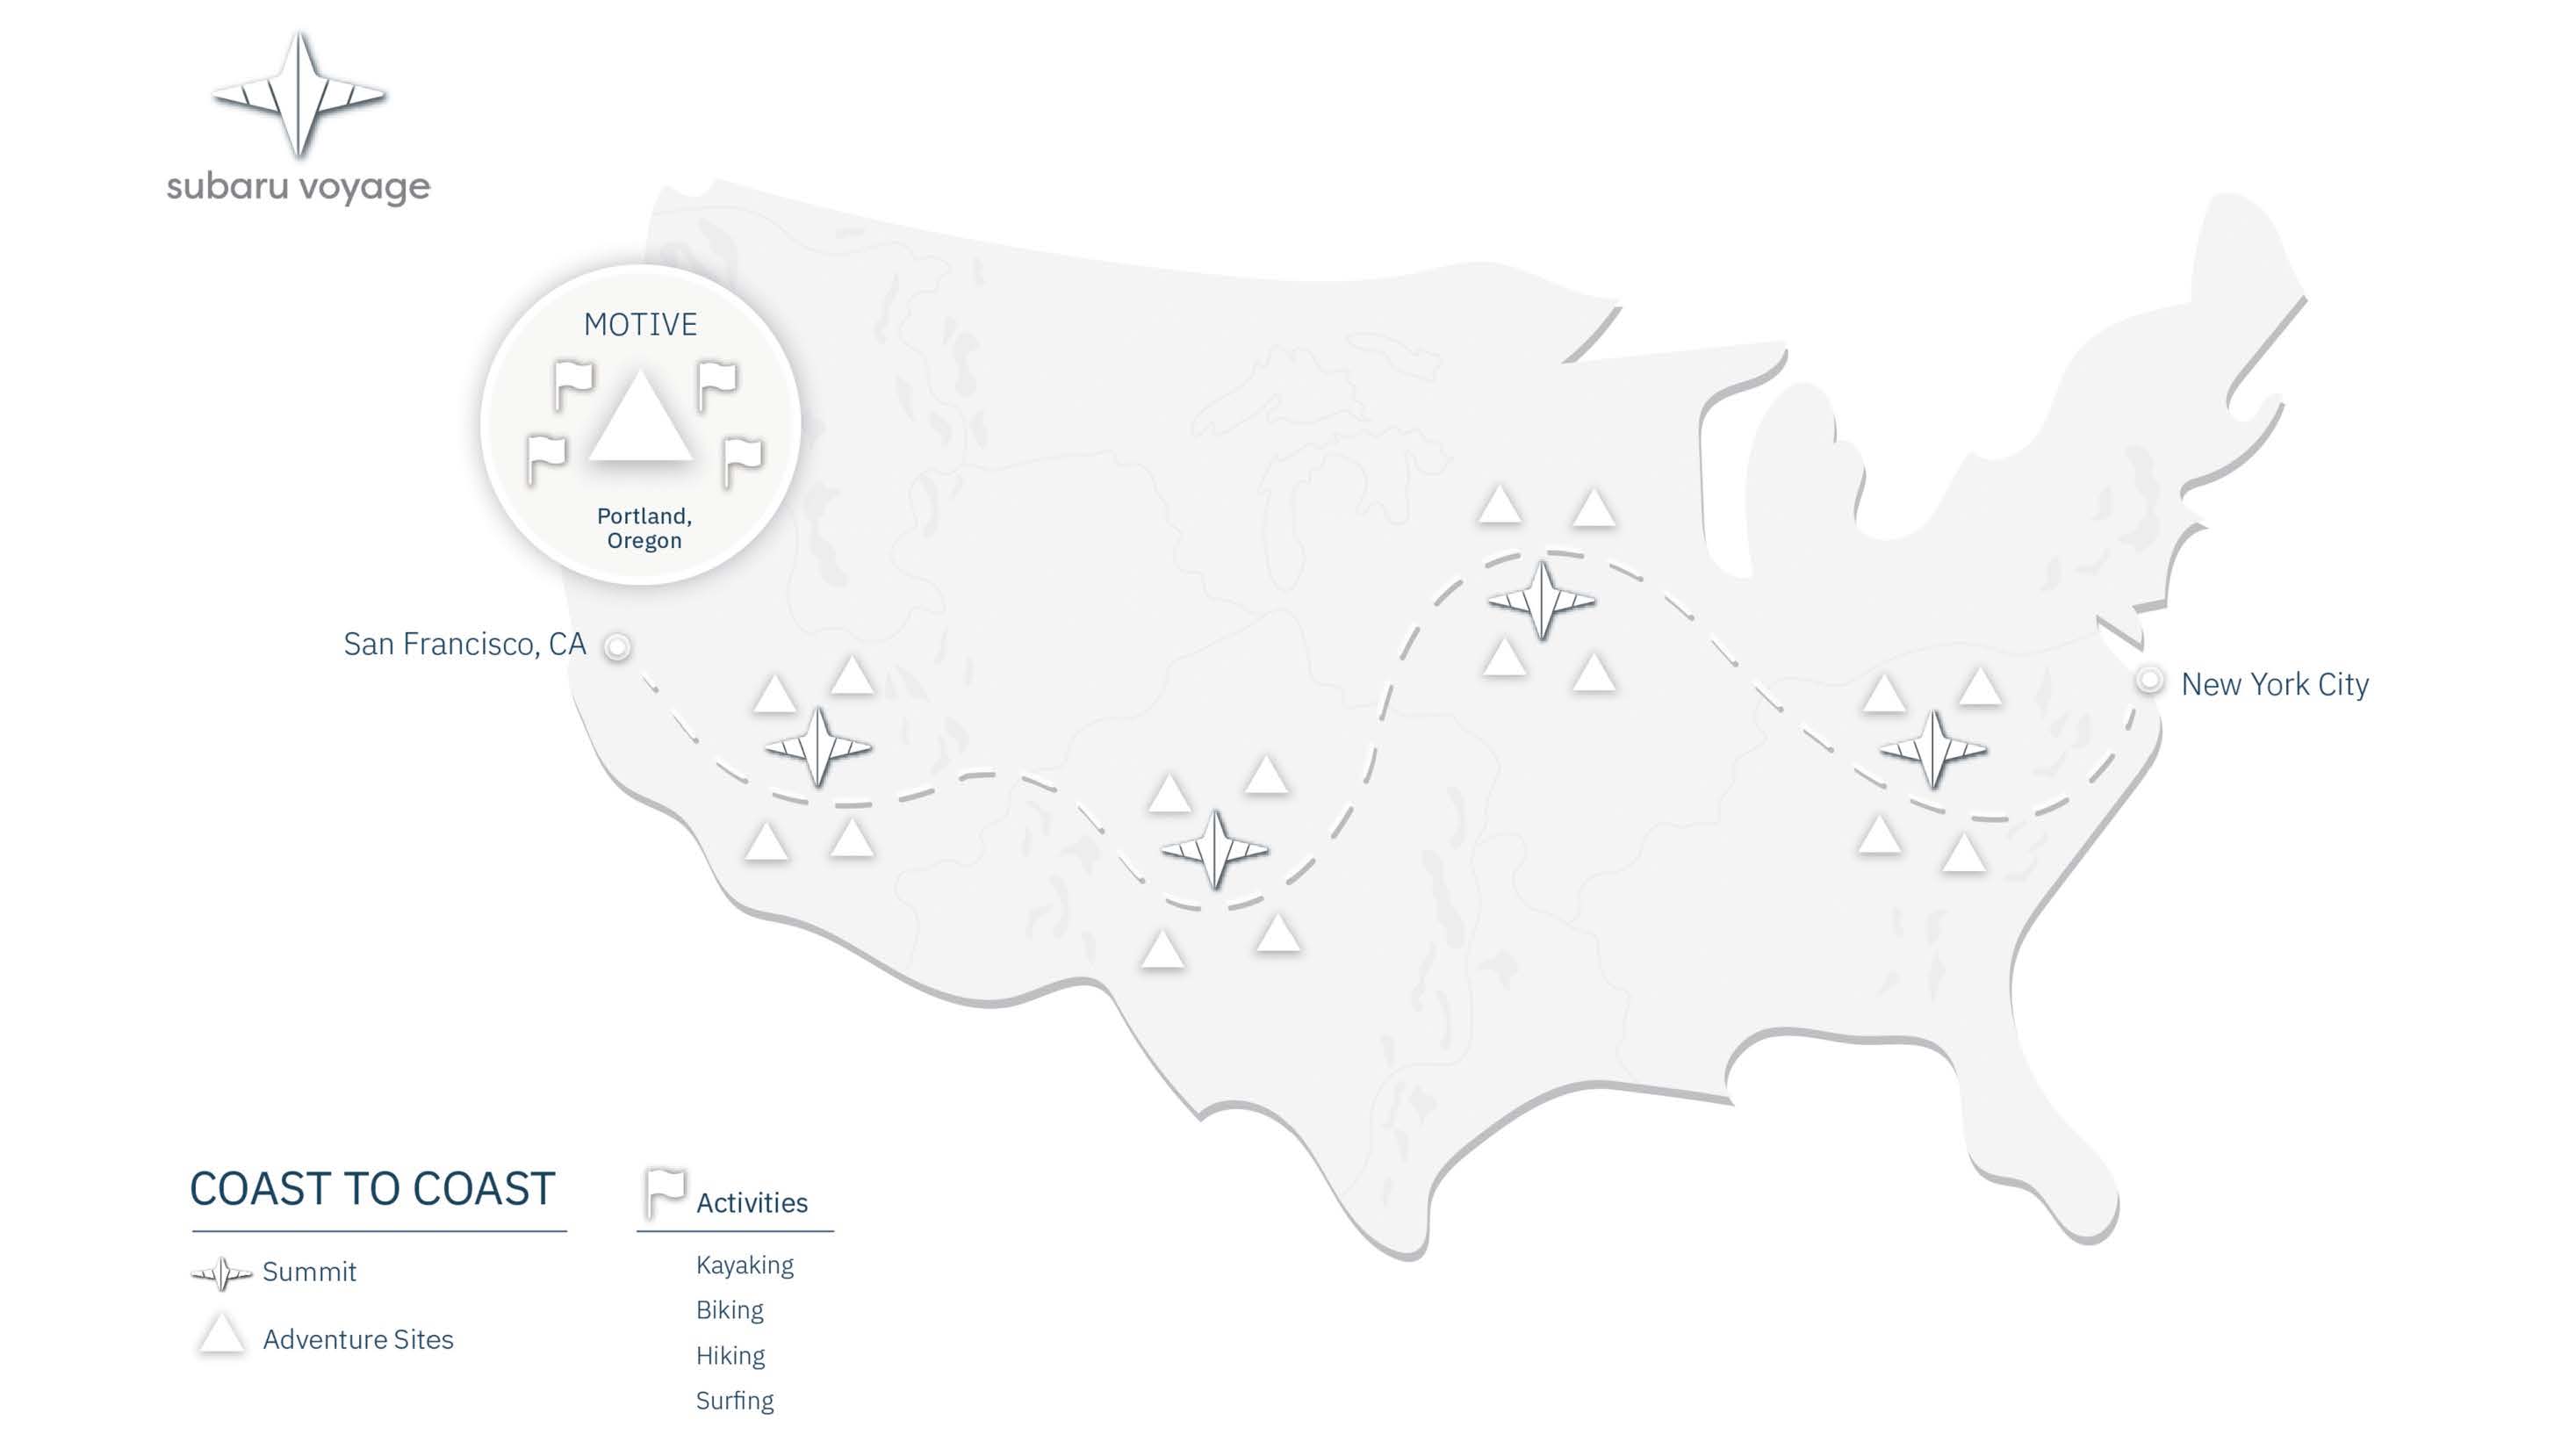 subaru voyage
MOTIVE
Portland,
Oregon
San Francisco, CA
New York City
COAST TO COAST
Summit
Adventure Sites
Activities
Kayaking
Biking
Hiking
Surfing